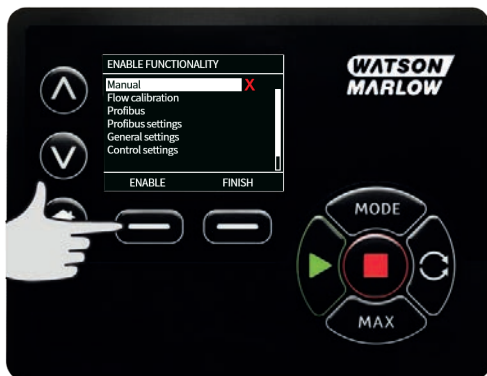 ENABLE FUNCTIONALITY
Manual X
Flow calibration
Profibus
Profibus settings
General settings
Control settings
ENABLE FINISH
WATSON
MARLOW
MODE
MAX